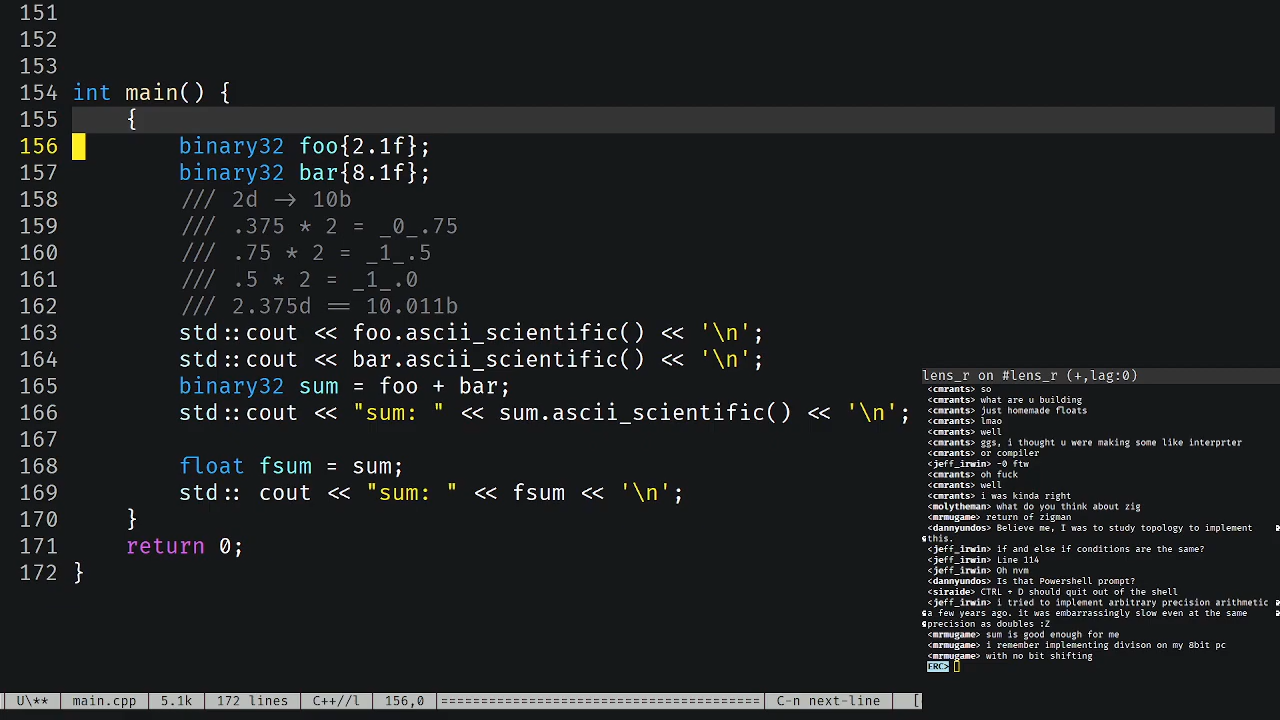 151
152
153
154 int main() {
155     {
156         binary32 foo{2.1f};
157         binary32 bar{8.1f};
158         /// 2d -> 10b
159         /// .375 * 2 = _0_.75
160         /// .75 * 2 = _1_.5
161         /// .5 * 2 = _1_.0
162         /// 2.375d == 10.011b
163         std::cout << foo.ascii_scientific() << '\n';
164         std::cout << bar.ascii_scientific() << '\n';
165         binary32 sum = foo + bar;
166         std::cout << "sum: " << sum.ascii_scientific() << '\n';
167
168         float fsum = sum;
169         std:: cout << "sum: " << fsum << '\n';
170     }
171     return 0;
172 }
lens_r on #lens_r (+,lag:0)
<cmrants> so
<cmrants> what are u building
<cmrants> just homemade floats
<cmrants> lmao
<cmrants> well
<cmrants> ggs, i thought u were making some like interprter
<cmrants> or compiler
<jeff_irwin> -0 ftw
<cmrants> oh fuck
<cmrants> well
<cmrants> i was kinda right
<molytheman> what do you think about zig
<mrmugame> return of zigman
<dannyundos> Believe me, I was to study topology to implement
this.
<jeff_irwin> if and else if conditions are the same?
<jeff_irwin> Line 114
<jeff_irwin> Oh nvm
<dannyundos> Is that Powershell prompt?
<siraide> CTRL + D should quit out of the shell
<jeff_irwin> i tried to implement arbitrary precision arithmetic
a few years ago. it was embarrassingly slow even at the same
precision as doubles :Z
<mrmugame> sum is good enough for me
<mrmugame> i remember implementing divison on my 8bit pc
<mrmugame> with no bit shifting
ERC>
U\** main.cpp 5.1k 172 lines C++//l 156,0 ==================================== C-n next-line [